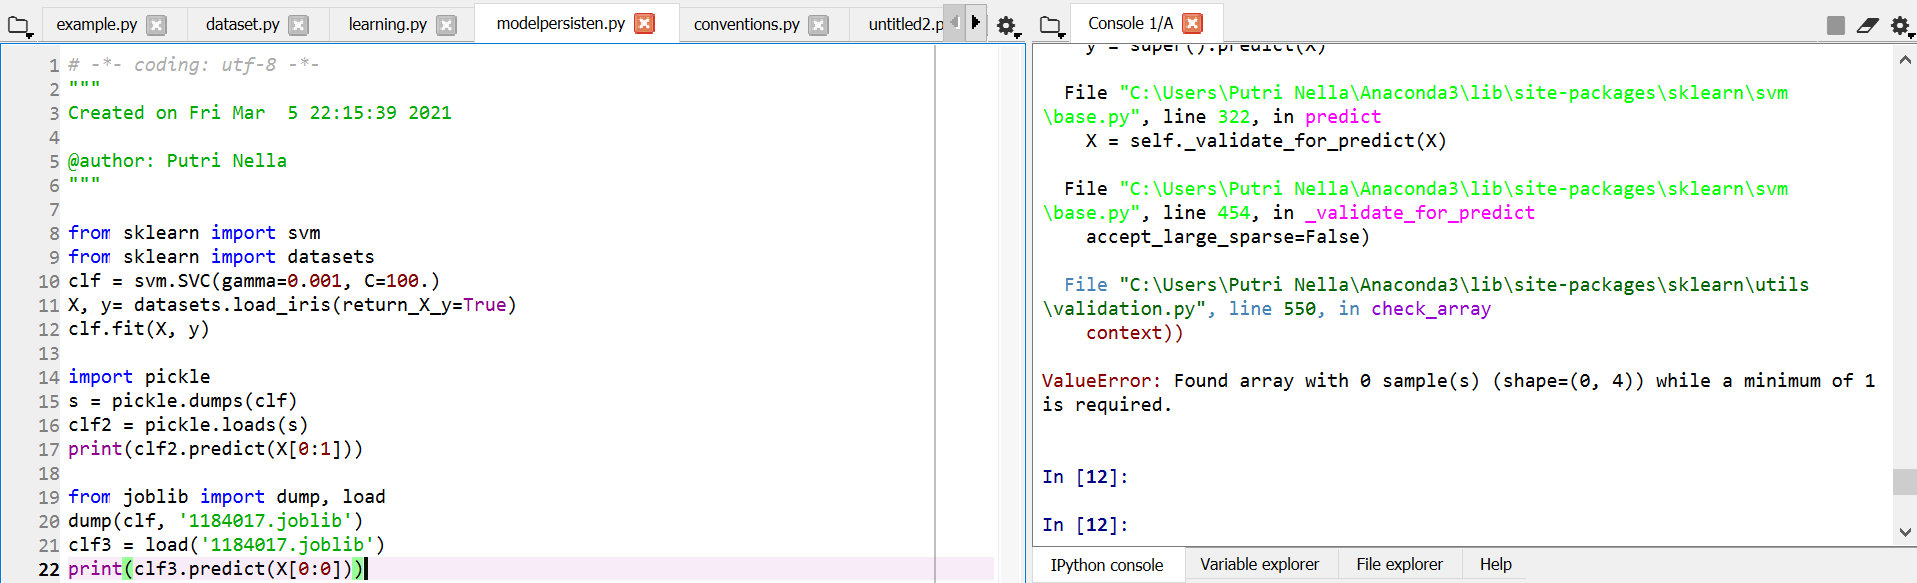 example.py dataset.py learning.py modelpersisten.py conventions.py untitled2.p
1 # -*- coding: utf-8 -*-
2 """
3 Created on Fri Mar  5 22:15:39 2021
4
5 @author: Putri Nella
6 """
7
8 from sklearn import svm
9 from sklearn import datasets
10 clf = svm.SVC(gamma=0.001, C=100.)
11 X, y= datasets.load_iris(return_X_y=True)
12 clf.fit(X, y)
13
14 import pickle
15 s = pickle.dumps(clf)
16 clf2 = pickle.loads(s)
17 print(clf2.predict(X[0:1]))
18
19 from joblib import dump, load
20 dump(clf, '1184017.joblib')
21 clf3 = load('1184017.joblib')
22 print(clf3.predict(X[0:0]))
Console 1/A
y = super().predict(X)
File "C:\Users\Putri Nella\Anaconda3\lib\site-packages\sklearn\svm
\base.py", line 322, in predict
X = self._validate_for_predict(X)
File "C:\Users\Putri Nella\Anaconda3\lib\site-packages\sklearn\svm
\base.py", line 454, in _validate_for_predict
accept_large_sparse=False)
File "C:\Users\Putri Nella\Anaconda3\lib\site-packages\sklearn\utils
\validation.py", line 550, in check_array
context))
ValueError: Found array with 0 sample(s) (shape=(0, 4)) while a minimum of 1
is required.
In [12]:
In [12]:
IPython console Variable explorer File explorer Help